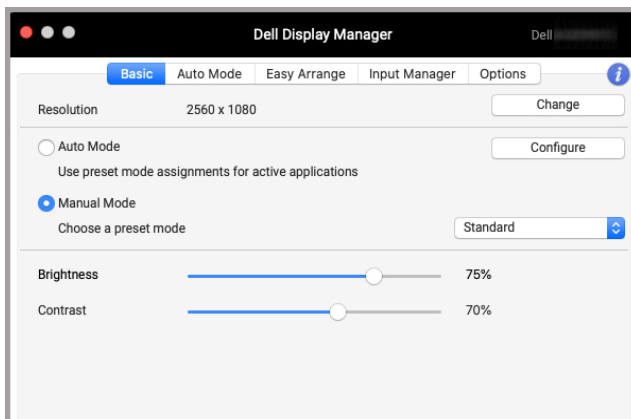 Dell Display Manager Dell
Basic Auto Mode Easy Arrange Input Manager Options i
Resolution 2560 x 1080 Change
Auto Mode Configure
Use preset mode assignments for active applications
Manual Mode
Choose a preset mode Standard
Brightness 75%
Contrast 70%